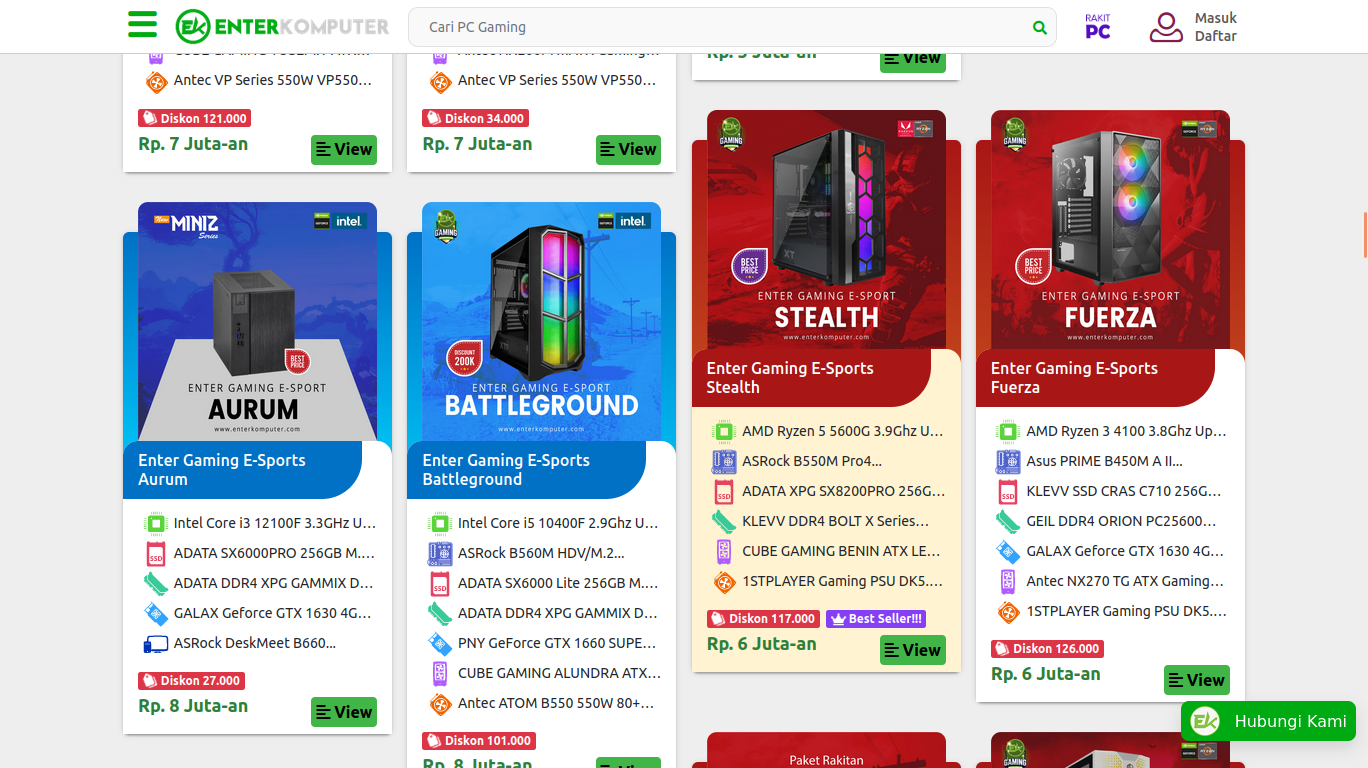 ENTERKOMPUTER
Cari PC Gaming
RAKIT
PC
Masuk
Daftar
Antec VP Series 550W VP550...
Diskon 121.000
Rp. 7 Juta-an
View
Antec VP Series 550W VP550...
Diskon 34.000
Rp. 7 Juta-an
View
View
New MINIZ
Series
intel.
BEST
PRICE
ENTER GAMING E-SPORT
AURUM
www.enterkomputer.com
Enter Gaming E-Sports
Aurum
Intel Core i3 12100F 3.3GHz U...
SSD
ADATA SX6000PRO 256GB M....
ADATA DDR4 XPG GAMMIX D...
GALAX Geforce GTX 1630 4G...
ASRock DeskMeet B660...
Diskon 27.000
Rp. 8 Juta-an
View
GAMING
intel.
DISCOUNT
200K
ENTER GAMING E-SPORT
BATTLEGROUND
www.enterkomputer.com
Enter Gaming E-Sports
Battleground
Intel Core i5 10400F 2.9Ghz U...
ASRock B560M HDV/M.2...
SSD
ADATA SX6000 Lite 256GB M....
ADATA DDR4 XPG GAMMIX D...
PNY GeForce GTX 1660 SUPE...
CUBE GAMING ALUNDRA ATX...
Antec ATOM B550 550W 80+...
Diskon 101.000
Rp. 8 Juta-an
View
GAMING
RYZEN
XT
BEST
PRICE
ENTER GAMING E-SPORT
STEALTH
www.enterkomputer.com
Enter Gaming E-Sports
Stealth
AMD Ryzen 5 5600G 3.9Ghz U...
ASRock B550M Pro4...
SSD
ADATA XPG SX8200PRO 256G...
KLEVV DDR4 BOLT X Series...
CUBE GAMING BENIN ATX LE...
1STPLAYER Gaming PSU DK5....
Diskon 117.000
Best Seller!!!
Rp. 6 Juta-an
View
GAMING
RYZEN
BEST
PRICE
ENTER GAMING E-SPORT
FUERZA
www.enterkomputer.com
Enter Gaming E-Sports
Fuerza
AMD Ryzen 3 4100 3.8Ghz Up...
Asus PRIME B450M A II...
SSD
KLEVV SSD CRAS C710 256G...
GEIL DDR4 ORION PC25600...
GALAX Geforce GTX 1630 4G...
Antec NX270 TG ATX Gaming...
1STPLAYER Gaming PSU DK5....
Diskon 126.000
Rp. 6 Juta-an
View
Paket Rakitan
GAMING
Hubungi Kami